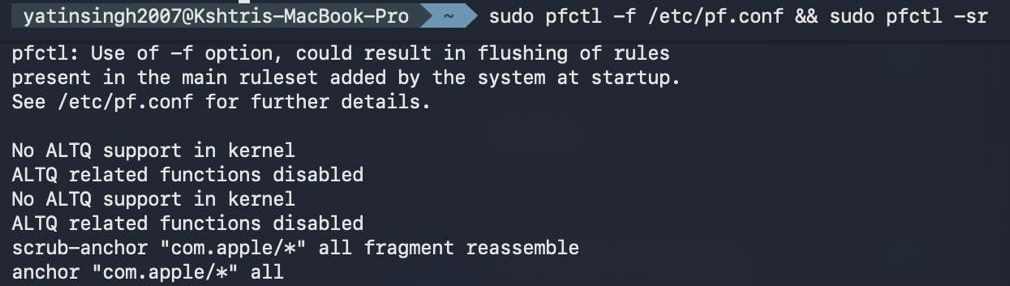 yatinsingh2007@Kshtris-MacBook-Pro ~ sudo pfctl -f /etc/pf.conf && sudo pfctl -sr
pfctl: Use of -f option, could result in flushing of rules
present in the main ruleset added by the system at startup.
See /etc/pf.conf for further details.
No ALTQ support in kernel
ALTQ related functions disabled
No ALTQ support in kernel
ALTQ related functions disabled
scrub-anchor "com.apple/*" all fragment reassemble
anchor "com.apple/*" all